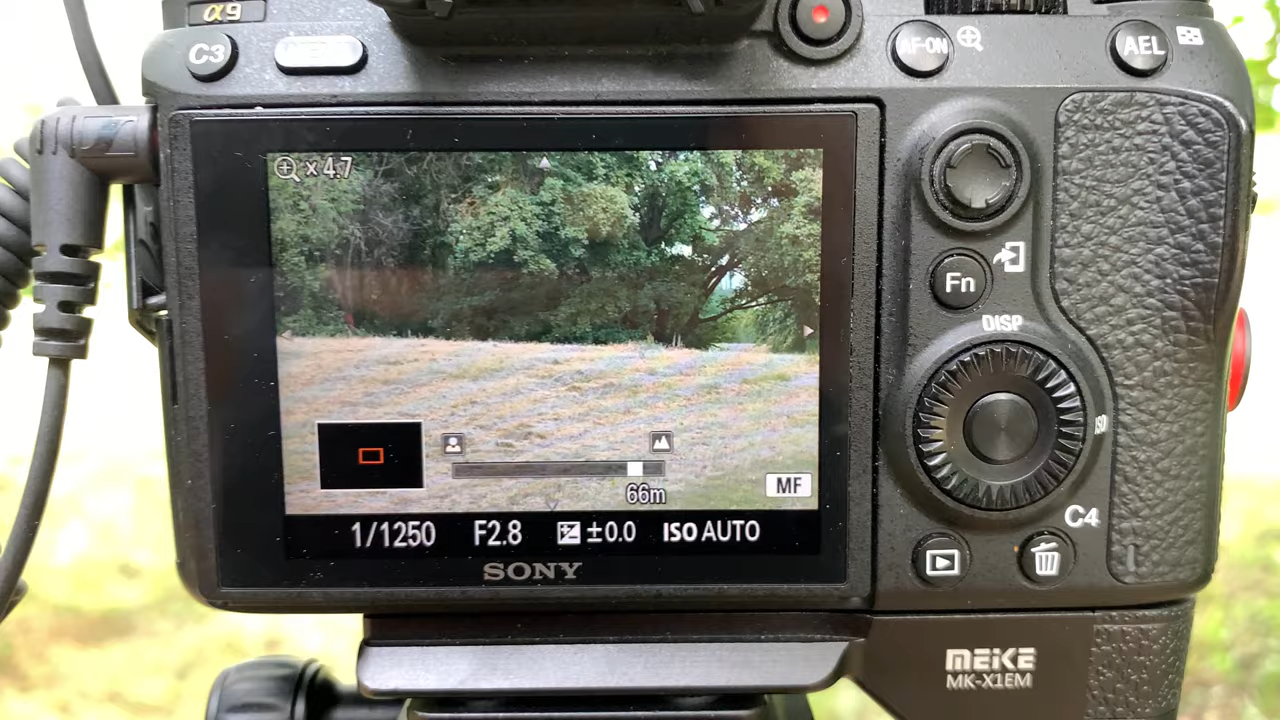 α9
C3
MENU
AF-ON
AEL
×4.7
Fn
DISP
ISO
66m
MF
1/1250 F2.8 ±0.0 ISO AUTO
C4
SONY
MEIKE
MK-X1EM